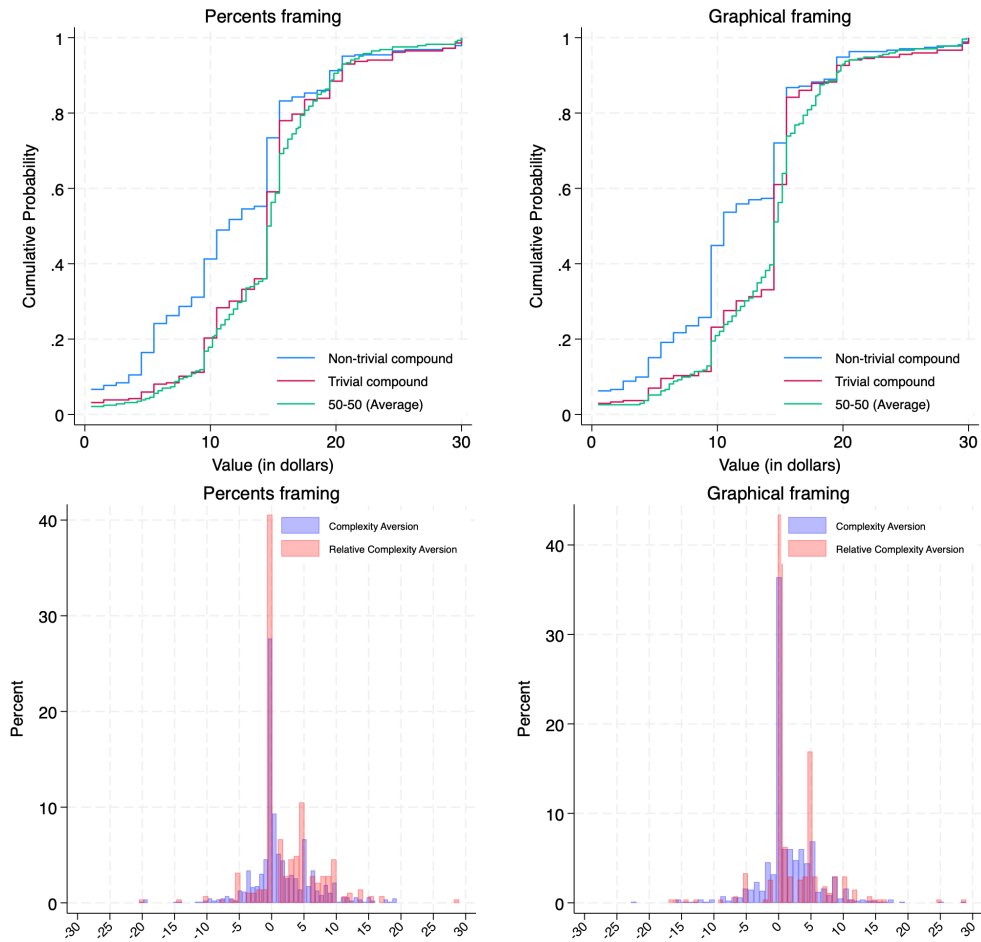 Percents framing
Cumulative Probability
1
.8
.6
.4
.2
0
Non-trivial compound
Trivial compound
50-50 (Average)
0 10 20 30
Value (in dollars)
Graphical framing
Cumulative Probability
1
.8
.6
.4
.2
0
Non-trivial compound
Trivial compound
50-50 (Average)
0 10 20 30
Value (in dollars)
Percents framing
Percent
40
30
20
10
0
Complexity Aversion
Relative Complexity Aversion
-30 -25 -20 -15 -10 -5 0 5 10 15 20 25 30
Graphical framing
Percent
40
30
20
10
0
Complexity Aversion
Relative Complexity Aversion
-30 -25 -20 -15 -10 -5 0 5 10 15 20 25 30